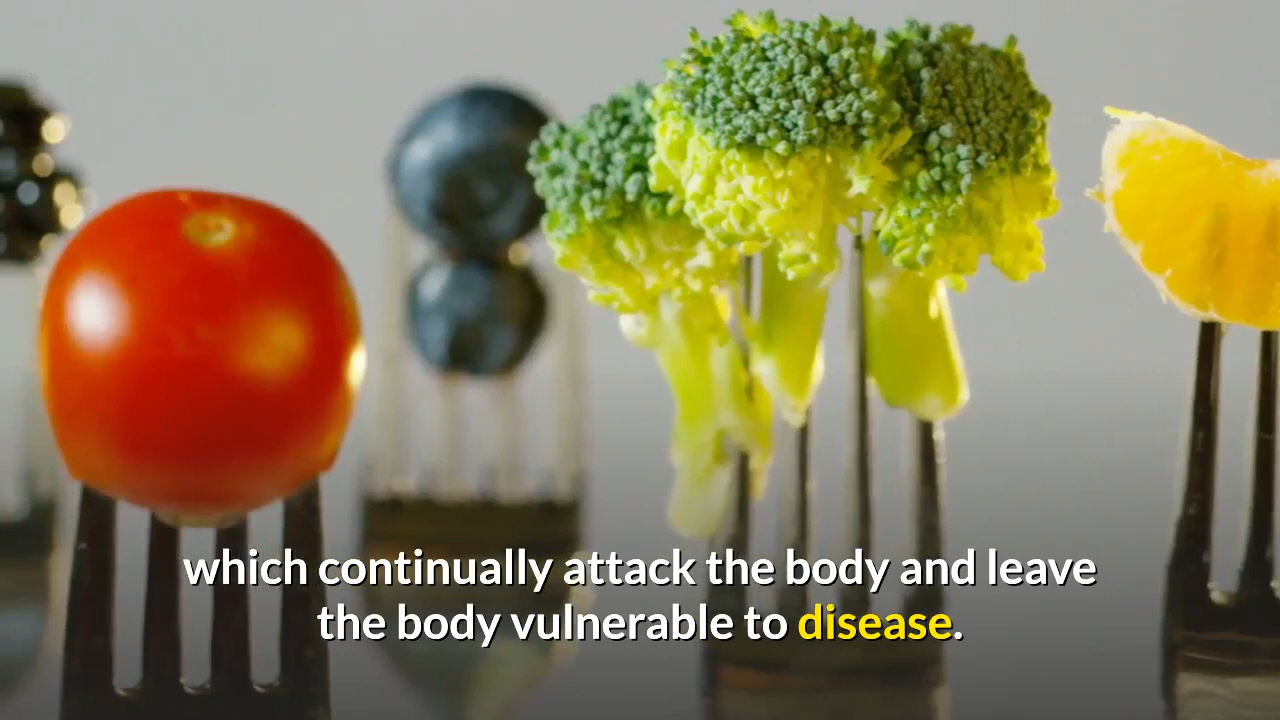 which continually attack the body and leave
the body vulnerable to disease.